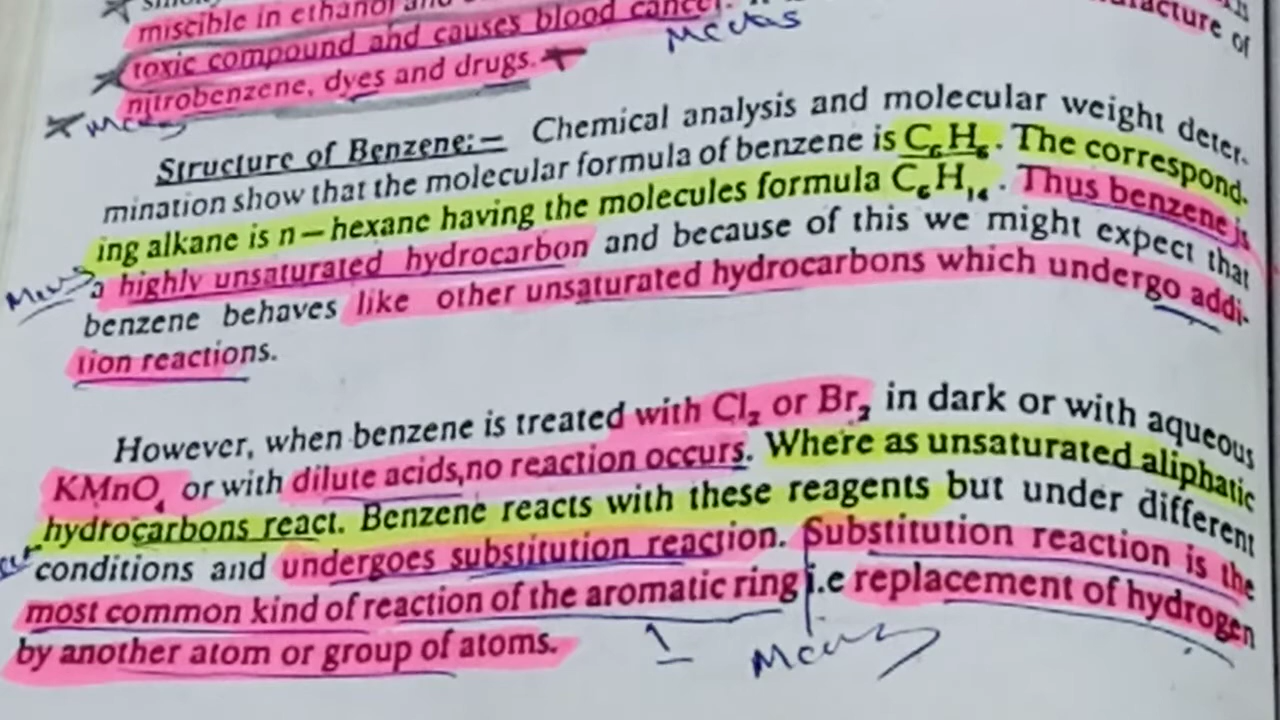 miscible in ethanol and
toxic compound and causes blood cancer.
nitrobenzene, dyes and drugs.
facture of
Mcqs
Mcqs
Structure of Benzene:— Chemical analysis and molecular weight deter-
mination show that the molecular formula of benzene is C₆H₆. The correspond-
ing alkane is n—hexane having the molecules formula C₆H₁₄. Thus benzene is
a highly unsaturated hydrocarbon and because of this we might expect that
Mcqs
benzene behaves like other unsaturated hydrocarbons which undergo addi-
tion reactions.
However, when benzene is treated with Cl₂ or Br₂ in dark or with aqueous
KMnO₄ or with dilute acids,no reaction occurs. Where as unsaturated aliphatic
hydrocarbons react. Benzene reacts with these reagents but under different
conditions and undergoes substitution reaction. Substitution reaction is the
most common kind of reaction of the aromatic ring i.e replacement of hydrogen
by another atom or group of atoms.
Mcqs